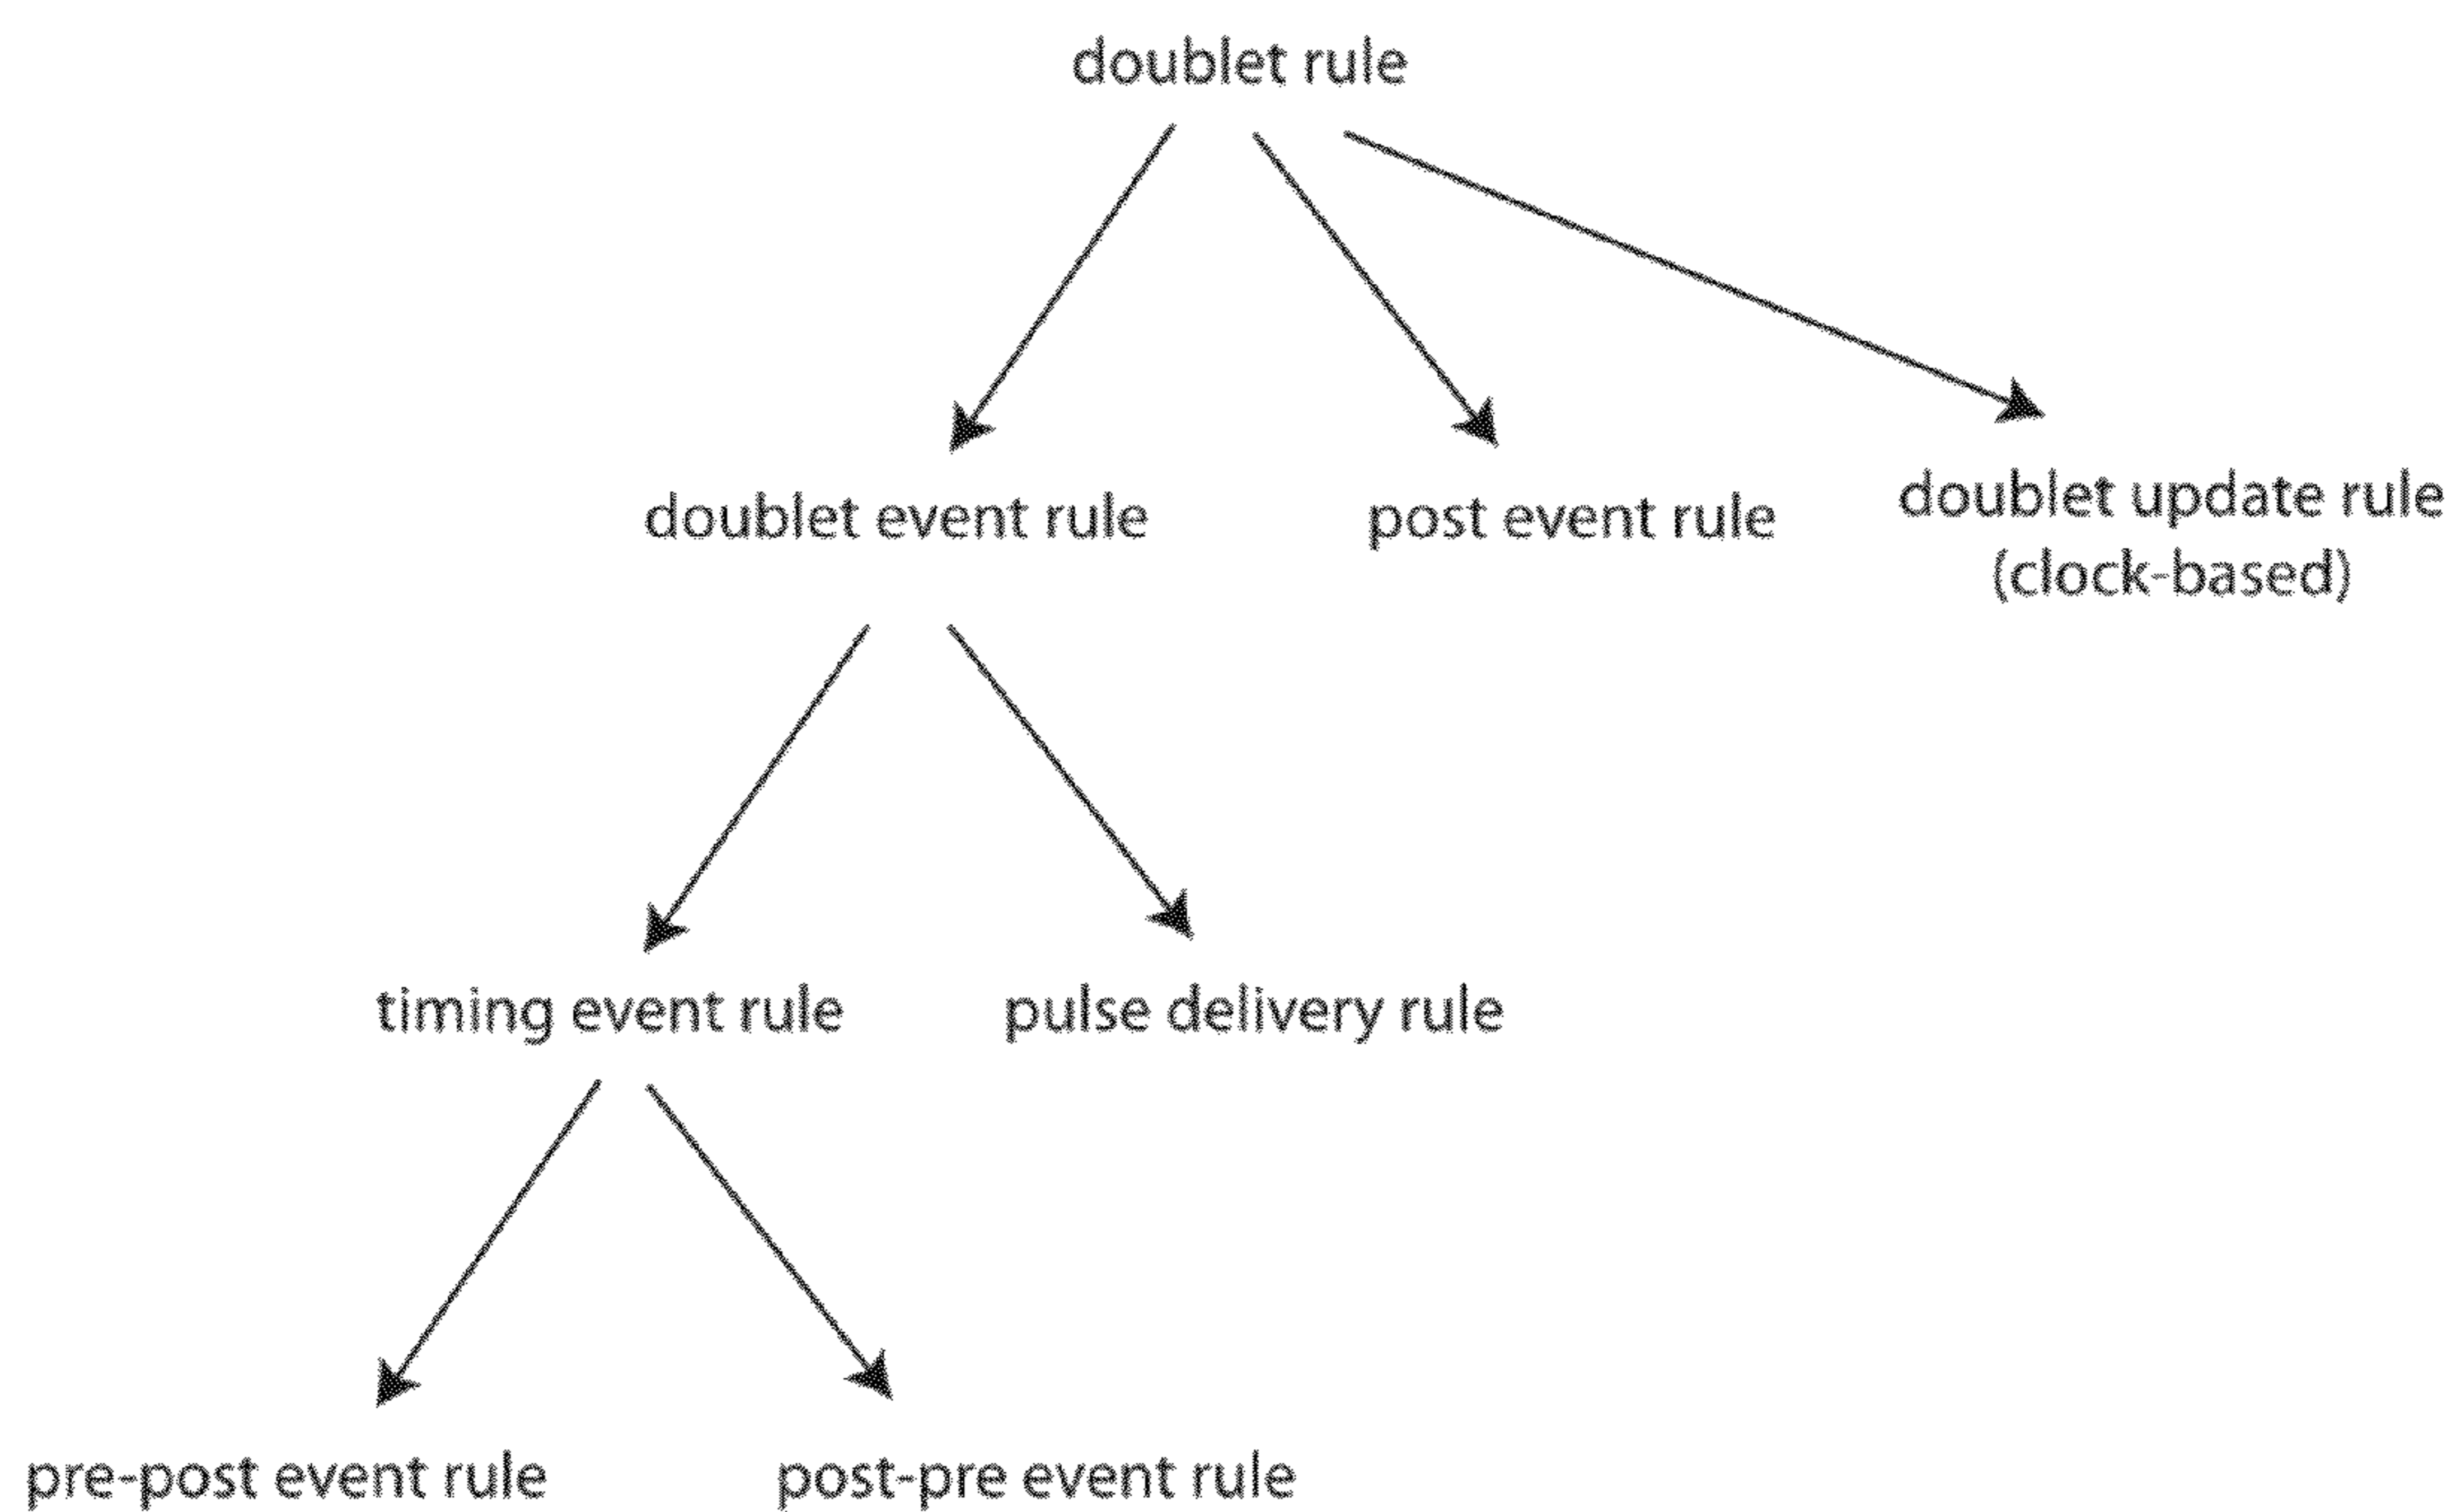 doublet rule
doublet event rule
post event rule
doublet update rule
(clock-based)
timing event rule
pulse delivery rule
pre-post event rule
post-pre event rule